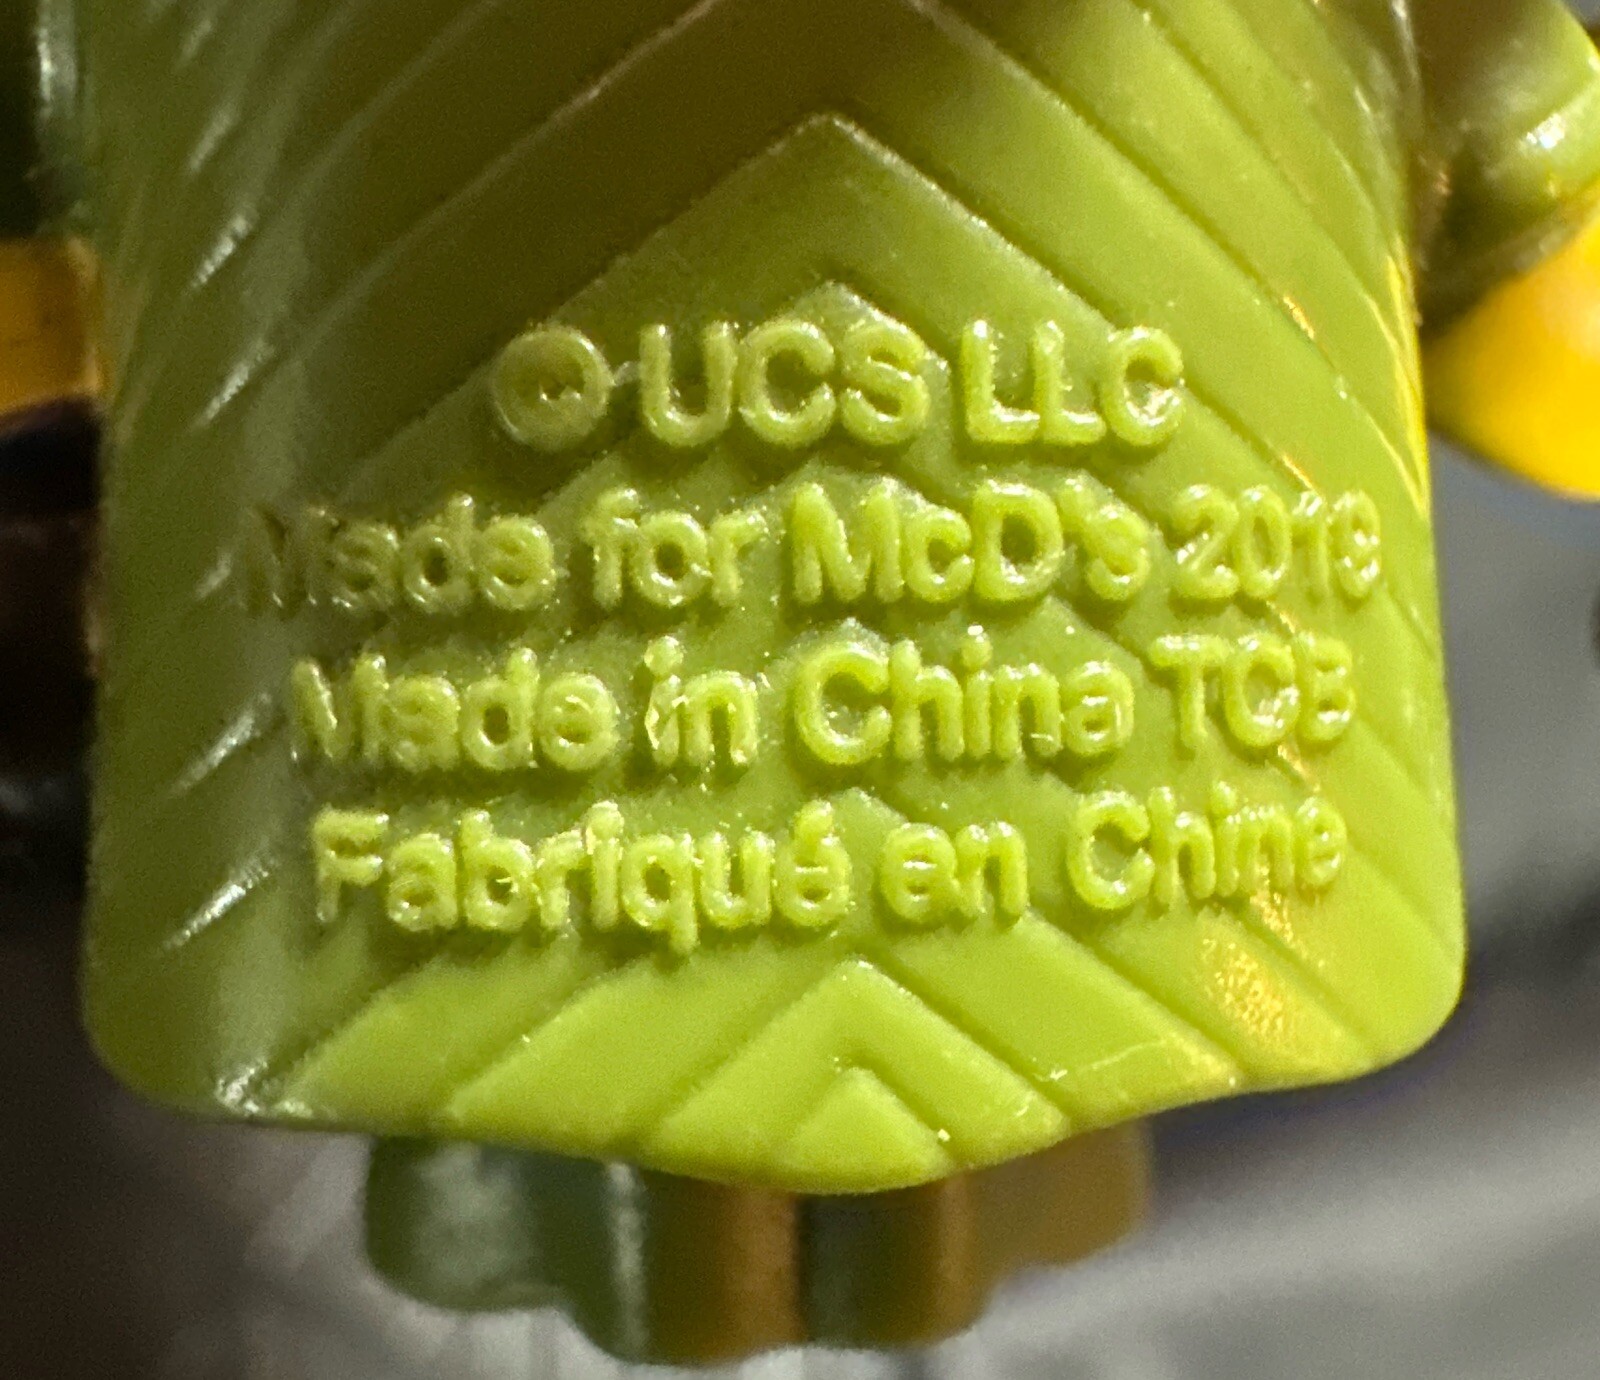 © UCS LLC
Made for McD's 2019
Made in China TCB
Fabriqué en Chine